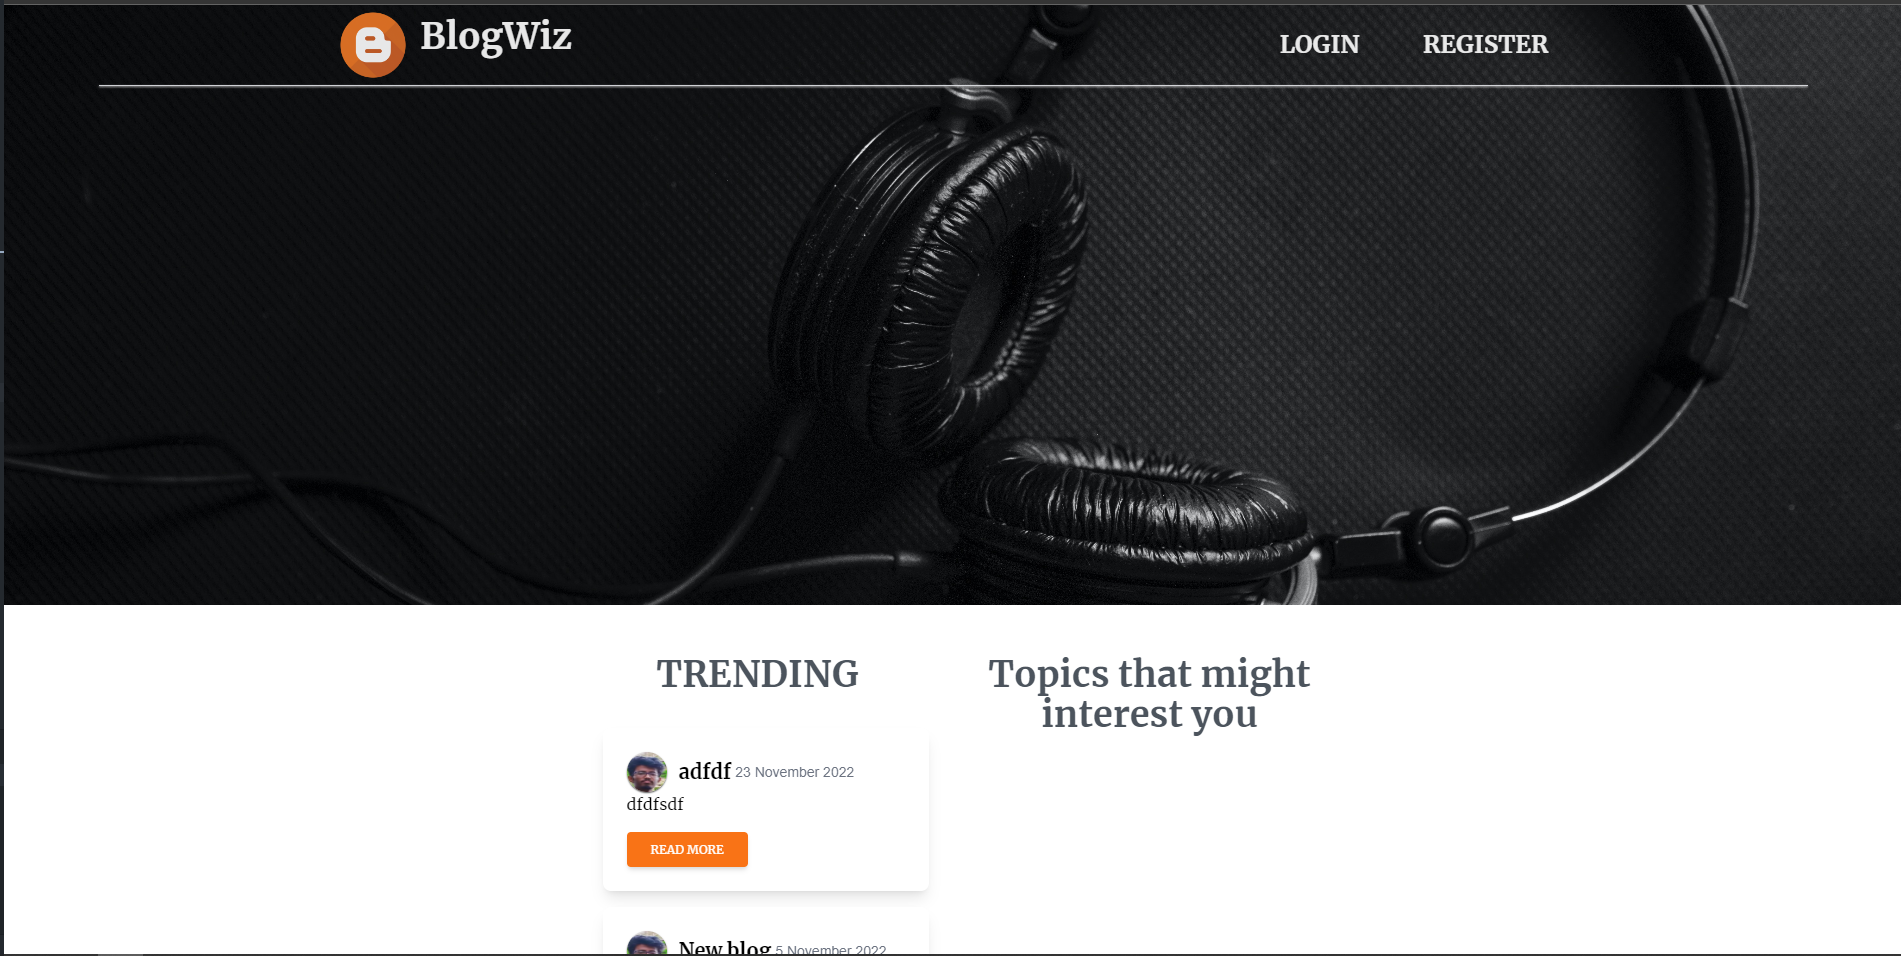 BlogWiz
LOGIN
REGISTER
TRENDING
adfdf 23 November 2022
dfdfsdf
READ MORE
New blog 5 November 2022
Topics that might
interest you